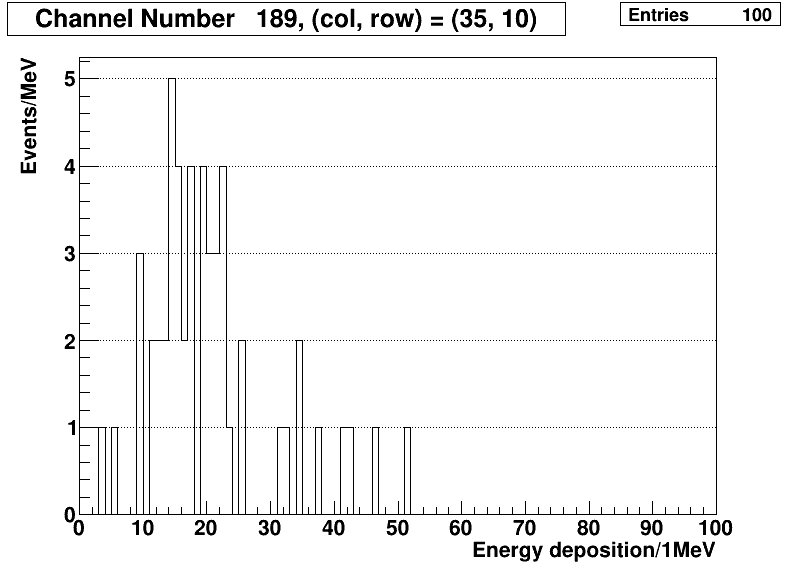 Channel Number 189, (col, row) = (35, 10)
Entries 100
Events/MeV
5
4
3
2
1
0
0 10 20 30 40 50 60 70 80 90 100
Energy deposition/1MeV